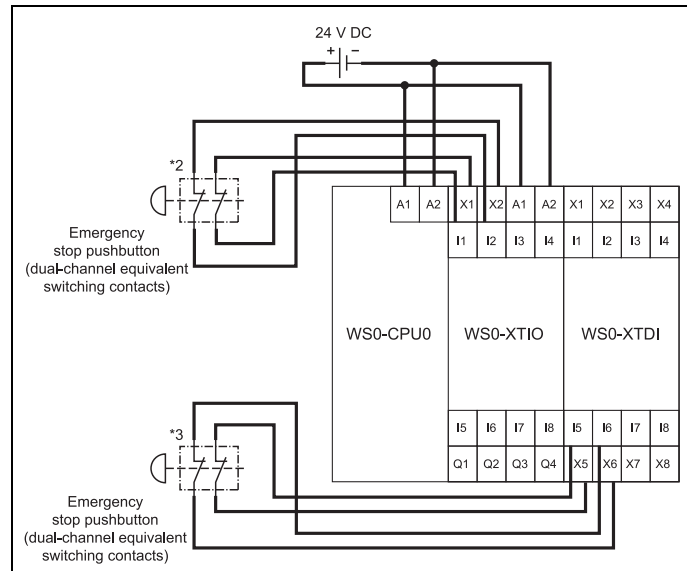 24 V DC
+ −
*2
Emergency
stop pushbutton
(dual-channel equivalent
switching contacts)
A1 A2 X1 X2 A1 A2 X1 X2 X3 X4
I1 I2 I3 I4 I1 I2 I3 I4
WS0-CPU0 WS0-XTIO WS0-XTDI
I5 I6 I7 I8 I5 I6 I7 I8
Q1 Q2 Q3 Q4 X5 X6 X7 X8
*3
Emergency
stop pushbutton
(dual-channel equivalent
switching contacts)